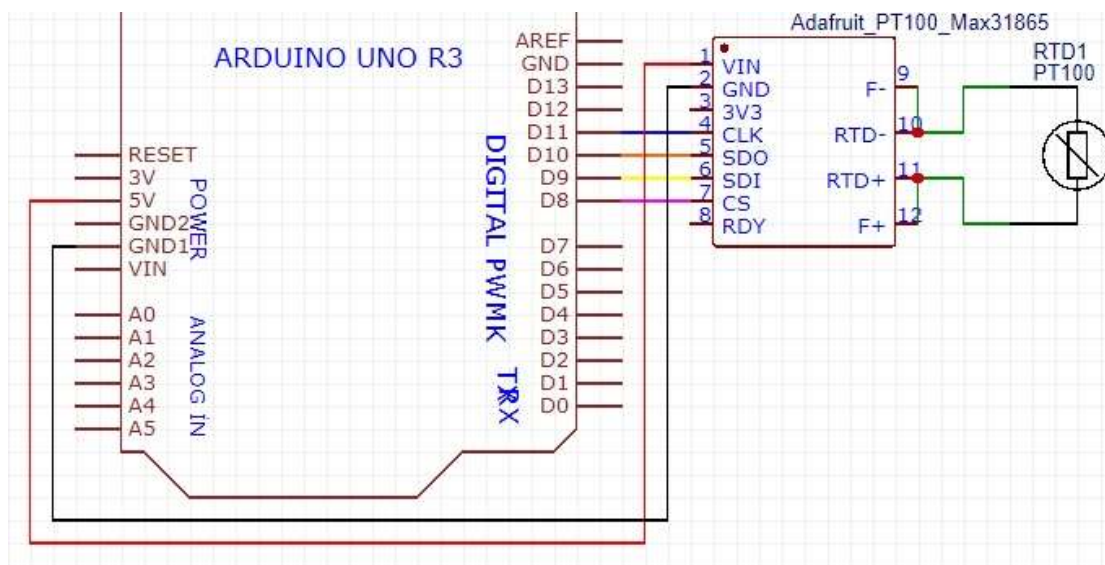 Adafruit_PT100_Max31865
ARDUINO UNO R3
RESET
3V
5V
GND2
GND1
VIN
POWER
A0
A1
A2
A3
A4
A5
ANALOG İN
AREF
GND
D13
D12
D11
D10
D9
D8
D7
D6
D5
D4
D3
D2
D1
D0
DIGITAL PWMK
TX
RX
1 VIN
2 GND
3 3V3
4 CLK
5 SDO
6 SDI
7 CS
8 RDY
F- 9
RTD- 10
RTD+ 11
F+ 12
RTD1
PT100